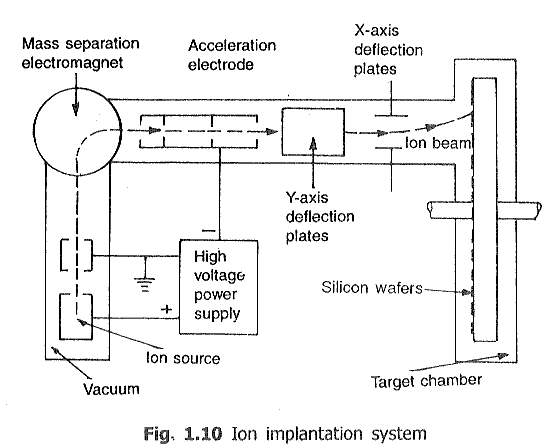 Mass separation
electromagnet
Acceleration
electrode
X-axis
deflection
plates
Ion beam
Y-axis
deflection
plates
−
High
voltage
power
supply
+
Silicon wafers
Ion source
Vacuum
Target chamber
Fig. 1.10 Ion implantation system